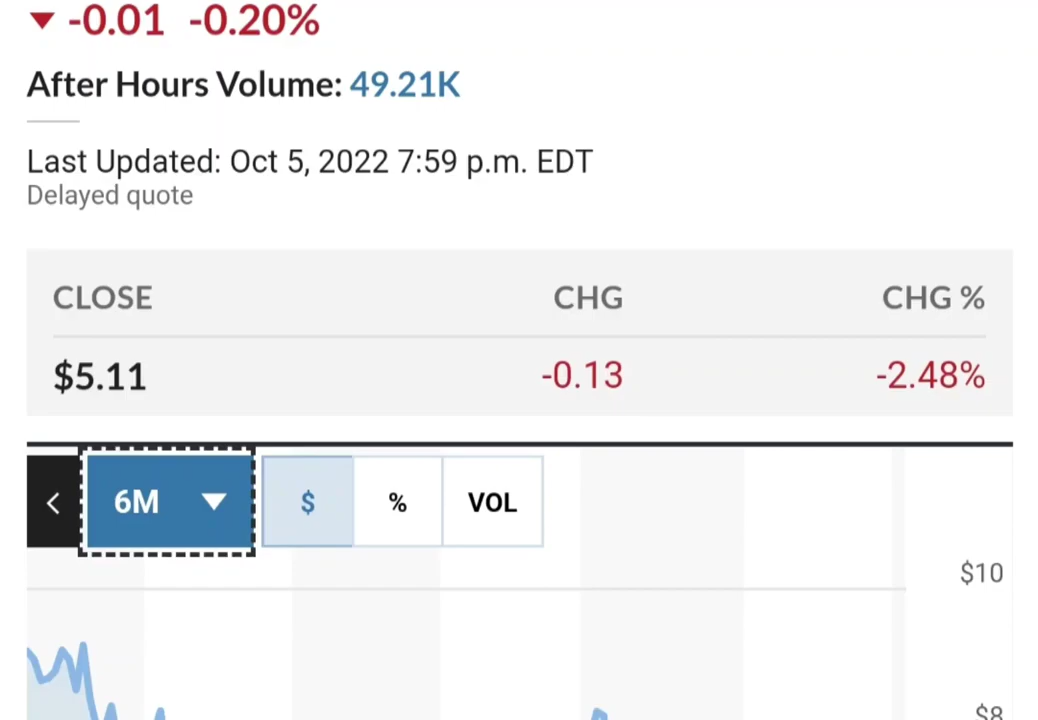 -0.01 -0.20%
After Hours Volume: 49.21K
Last Updated: Oct 5, 2022 7:59 p.m. EDT
Delayed quote
CLOSE CHG CHG %
$5.11 -0.13 -2.48%
6M $ % VOL
$10
$8